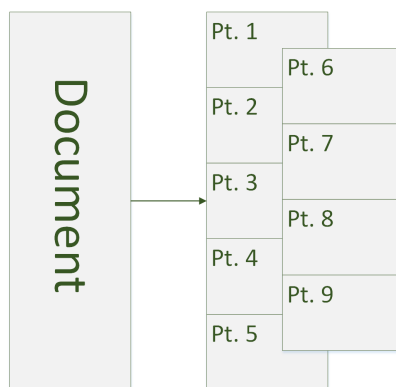 Document
Pt. 1
Pt. 2
Pt. 3
Pt. 4
Pt. 5
Pt. 6
Pt. 7
Pt. 8
Pt. 9